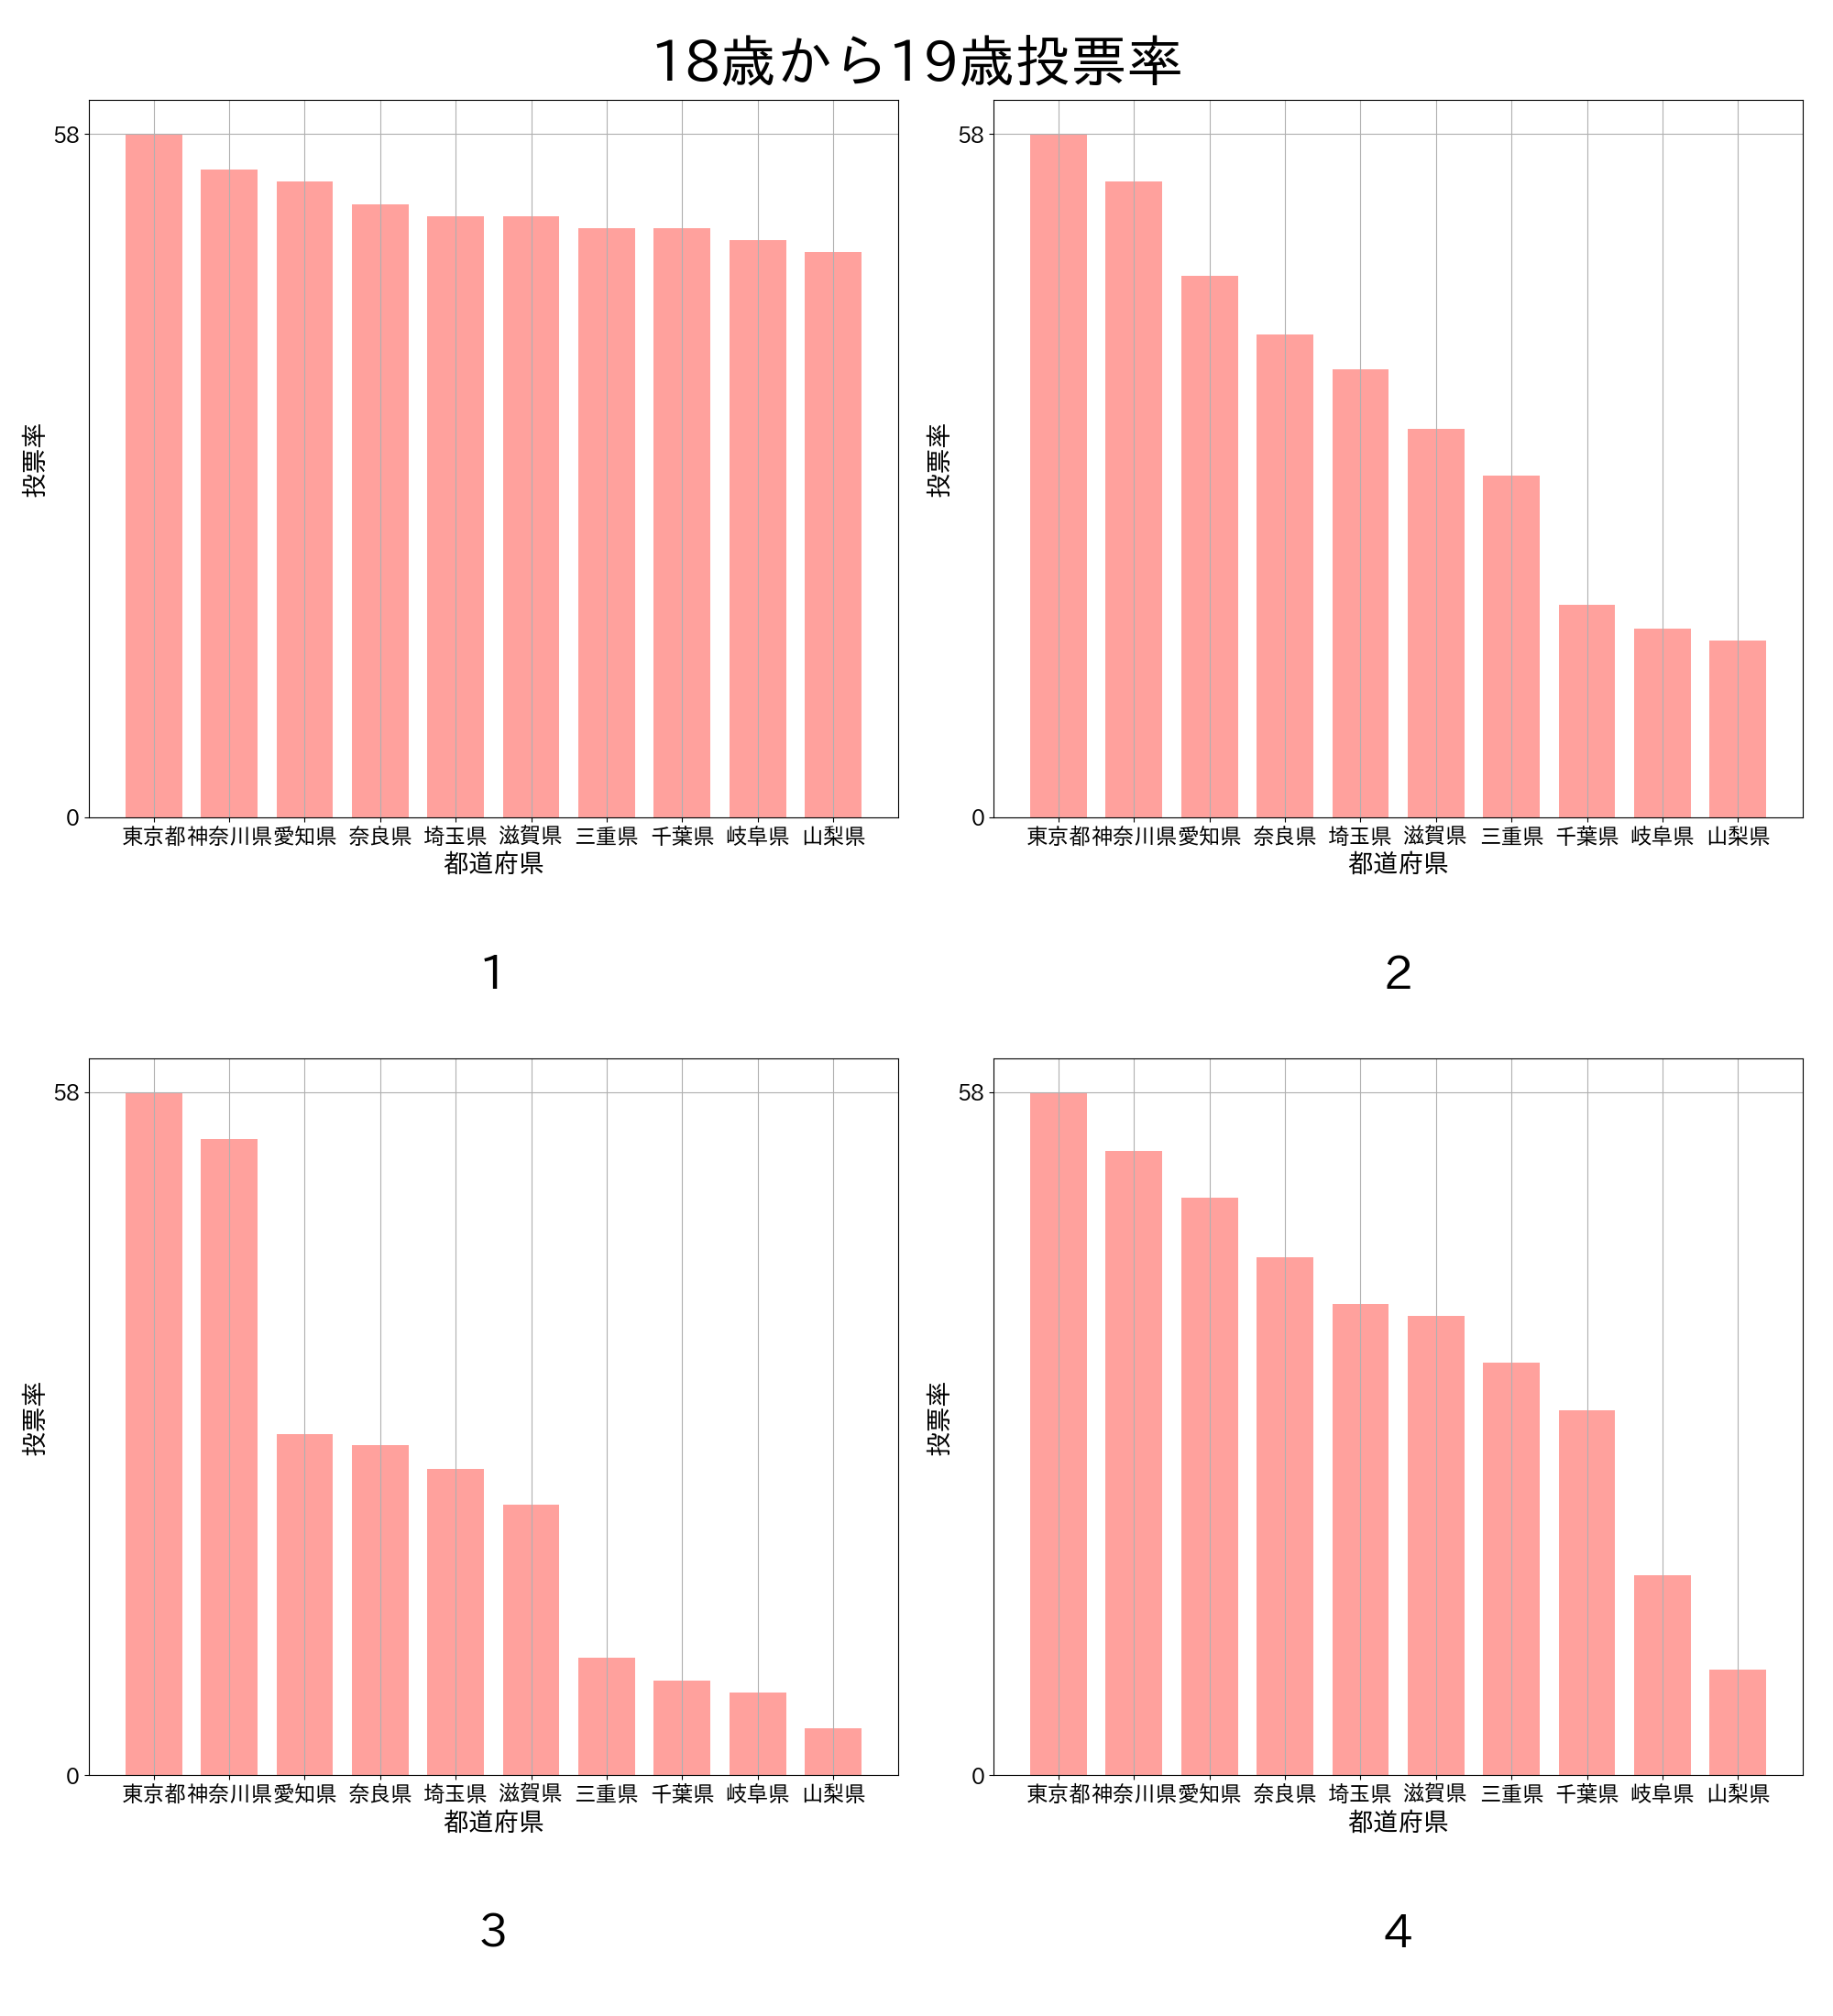 18歳から19歳投票率
58
0
投票率
東京都 神奈川県 愛知県 奈良県 埼玉県 滋賀県 三重県 千葉県 岐阜県 山梨県
都道府県
1
58
0
投票率
東京都 神奈川県 愛知県 奈良県 埼玉県 滋賀県 三重県 千葉県 岐阜県 山梨県
都道府県
2
58
0
投票率
東京都 神奈川県 愛知県 奈良県 埼玉県 滋賀県 三重県 千葉県 岐阜県 山梨県
都道府県
3
58
0
投票率
東京都 神奈川県 愛知県 奈良県 埼玉県 滋賀県 三重県 千葉県 岐阜県 山梨県
都道府県
4